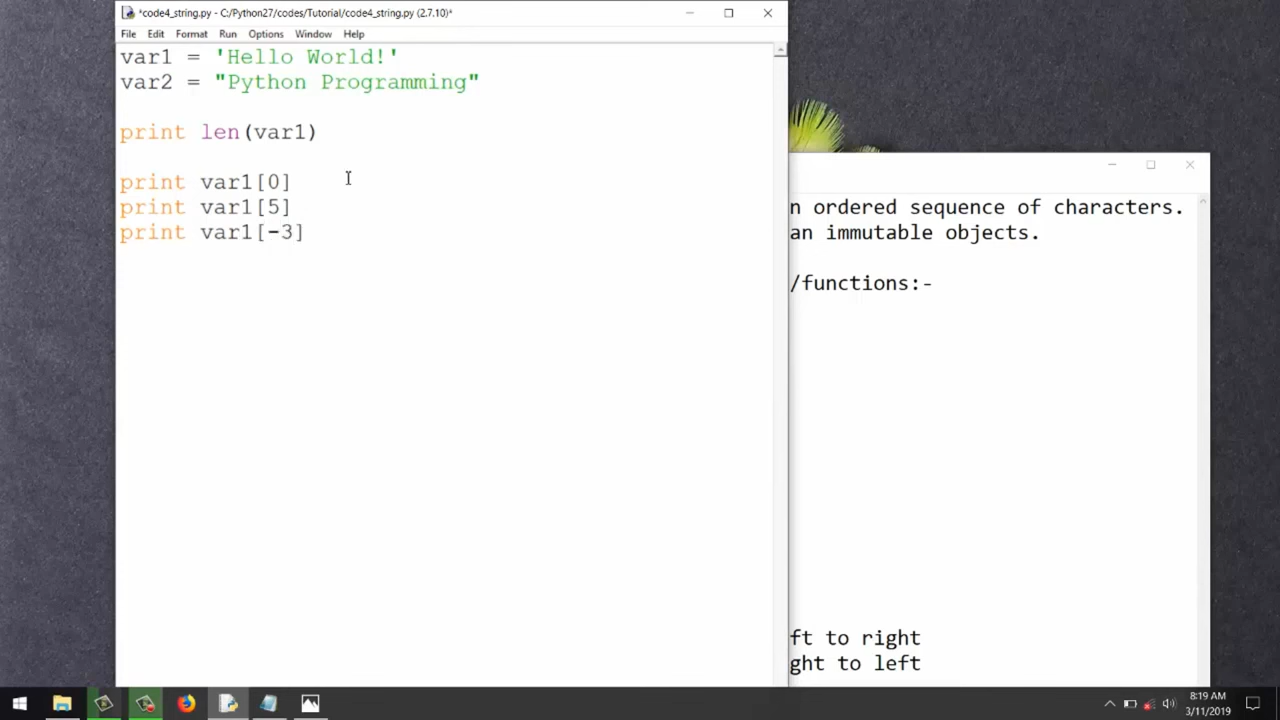 *code4_string.py - C:/Python27/codes/Tutorial/code4_string.py (2.7.10)*
File Edit Format Run Options Window Help
var1 = 'Hello World!'
var2 = "Python Programming"
print len(var1)
print var1[0]
print var1[5]
print var1[-3]
n ordered sequence of characters.
an immutable objects.
/functions:-
ft to right
ght to left
8:19 AM
3/11/2019